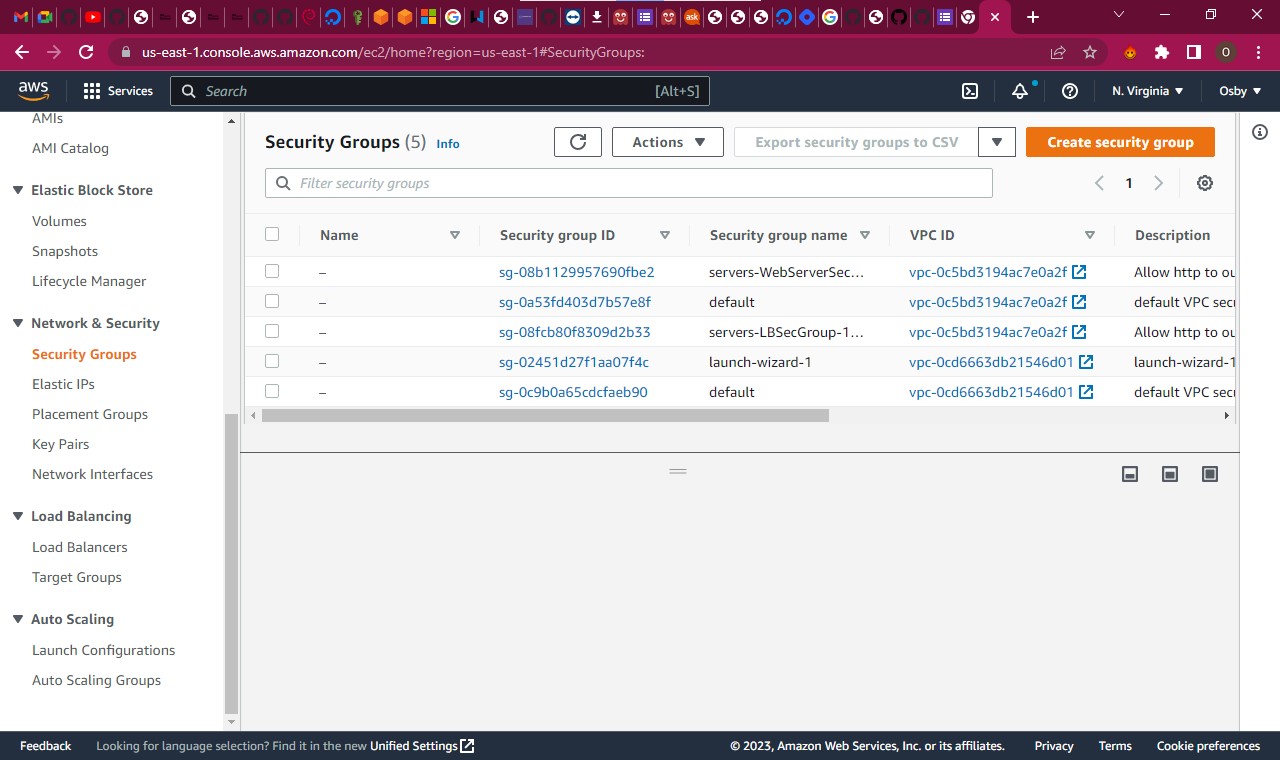 ask
us-east-1.console.aws.amazon.com/ec2/home?region=us-east-1#SecurityGroups:
O
aws
Services
Search
[Alt+S]
N. Virginia
Osby
AMIs
AMI Catalog
Elastic Block Store
Volumes
Snapshots
Lifecycle Manager
Network & Security
Security Groups
Elastic IPs
Placement Groups
Key Pairs
Network Interfaces
Load Balancing
Load Balancers
Target Groups
Auto Scaling
Launch Configurations
Auto Scaling Groups
Security Groups (5) Info
Actions
Export security groups to CSV
Create security group
Filter security groups
1
Name Security group ID Security group name VPC ID Description
– sg-08b1129957690fbe2 servers-WebServerSec... vpc-0c5bd3194ac7e0a2f Allow http to ou
– sg-0a53fd403d7b57e8f default vpc-0c5bd3194ac7e0a2f default VPC secu
– sg-08fcb80f8309d2b33 servers-LBSecGroup-1... vpc-0c5bd3194ac7e0a2f Allow http to ou
– sg-02451d27f1aa07f4c launch-wizard-1 vpc-0cd6663db21546d01 launch-wizard-1
– sg-0c9b0a65cdcfaeb90 default vpc-0cd6663db21546d01 default VPC secu
Feedback
Looking for language selection? Find it in the new Unified Settings
© 2023, Amazon Web Services, Inc. or its affiliates.
Privacy
Terms
Cookie preferences